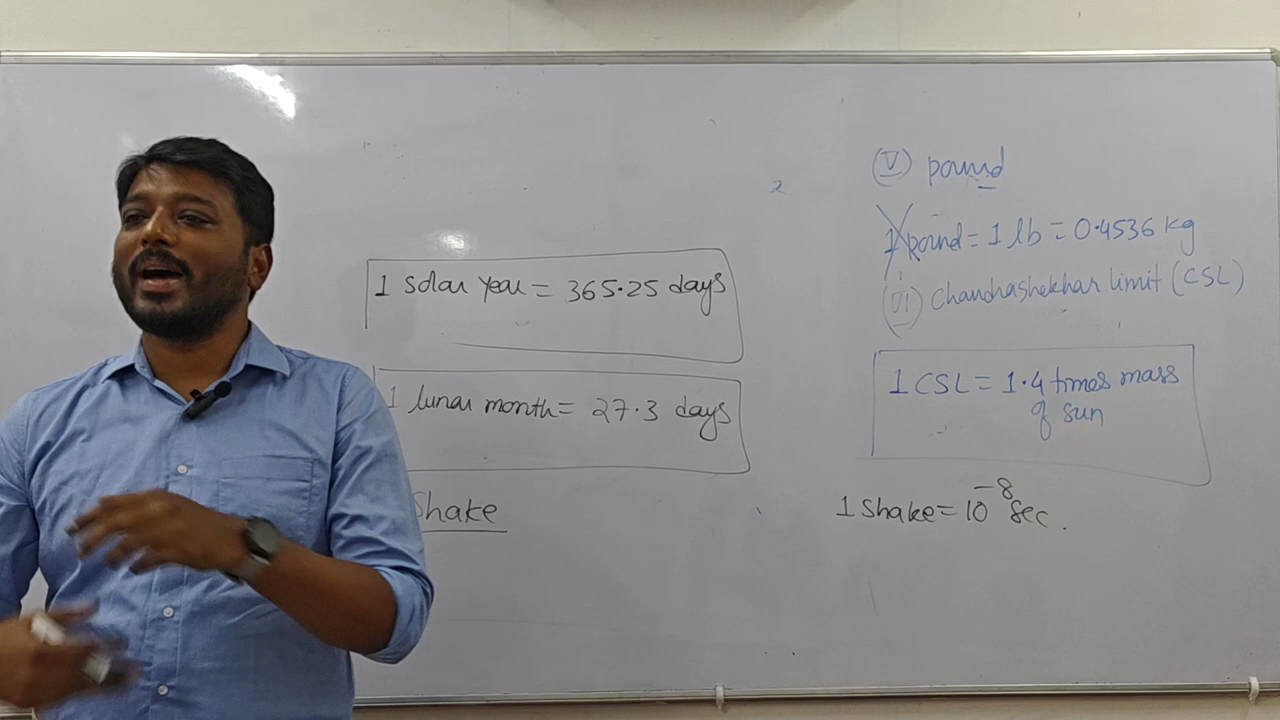 1 Solar Year = 365.25 days
1 lunar month = 27.3 days
Shake
(V) pound
1 pound = 1 lb = 0.4536 kg
(VI) Chandrashekhar limit (CSL)
1 CSL = 1.4 times mass
of sun
1 Shake = 10⁻⁸ sec.